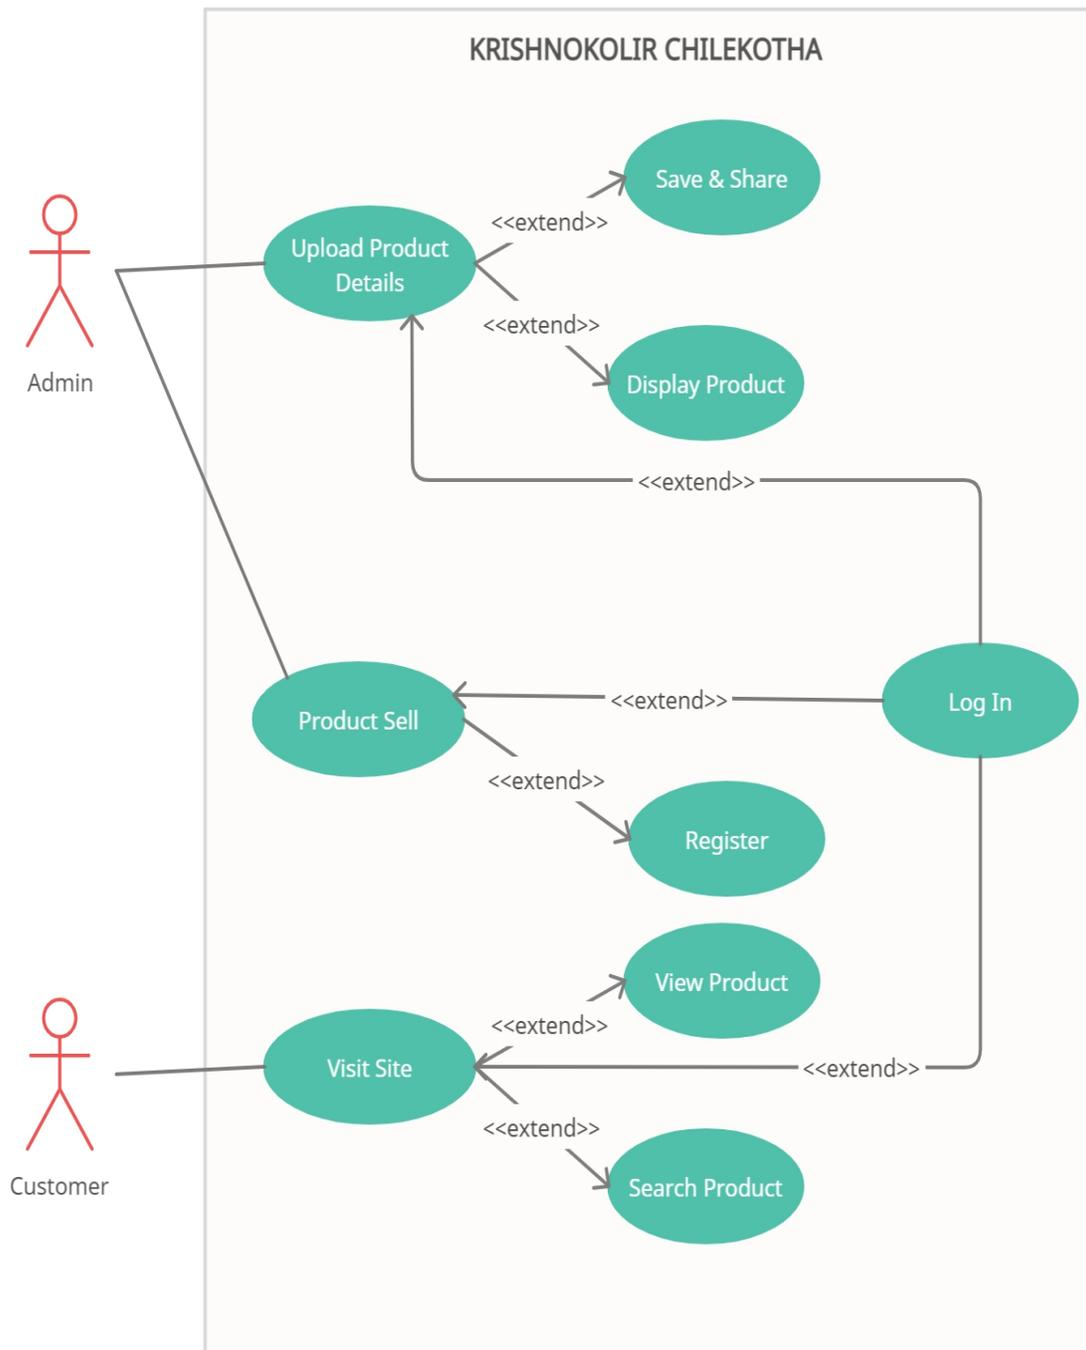 KRISHNOKOLIR CHILEKOTHA
Save & Share
<<extend>>
Upload Product
Details
<<extend>>
Admin
Display Product
<<extend>>
<<extend>>
Log In
Product Sell
<<extend>>
Register
View Product
<<extend>>
Visit Site
<<extend>>
<<extend>>
Customer
Search Product